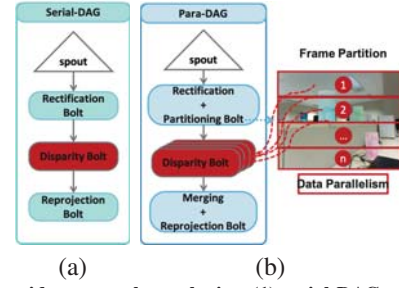 Serial-DAG
spout
Rectification
Bolt
Disparity Bolt
Reprojection
Bolt
Para-DAG
spout
Rectification
+
Partitioning Bolt
Disparity Bolt
Merging
+
Reprojection Bolt
Frame Partition
1
2
...
n
Data Parallelism
(a)
(b)